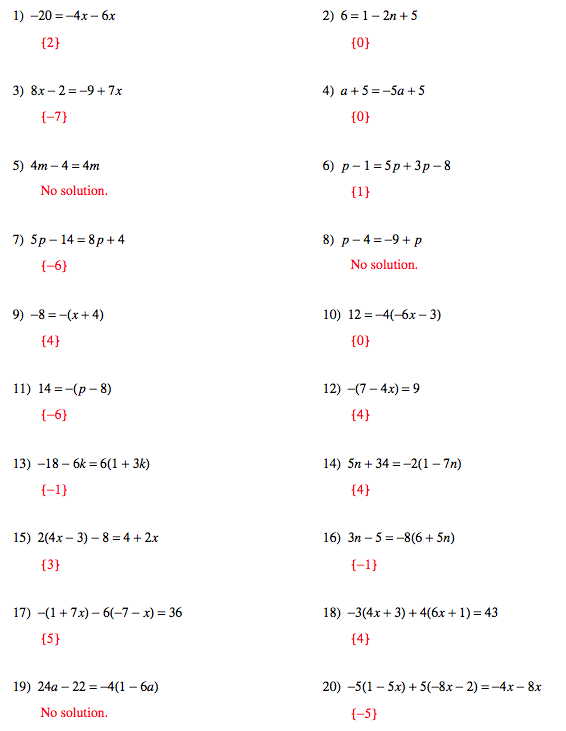 1) −20 = −4x − 6x
{2}
2) 6 = 1 − 2n + 5
{0}
3) 8x − 2 = −9 + 7x
{−7}
4) a + 5 = −5a + 5
{0}
5) 4m − 4 = 4m
No solution.
6) p − 1 = 5p + 3p − 8
{1}
7) 5p − 14 = 8p + 4
{−6}
8) p − 4 = −9 + p
No solution.
9) −8 = −(x + 4)
{4}
10) 12 = −4(−6x − 3)
{0}
11) 14 = −(p − 8)
{−6}
12) −(7 − 4x) = 9
{4}
13) −18 − 6k = 6(1 + 3k)
{−1}
14) 5n + 34 = −2(1 − 7n)
{4}
15) 2(4x − 3) − 8 = 4 + 2x
{3}
16) 3n − 5 = −8(6 + 5n)
{−1}
17) −(1 + 7x) − 6(−7 − x) = 36
{5}
18) −3(4x + 3) + 4(6x + 1) = 43
{4}
19) 24a − 22 = −4(1 − 6a)
No solution.
20) −5(1 − 5x) + 5(−8x − 2) = −4x − 8x
{−5}